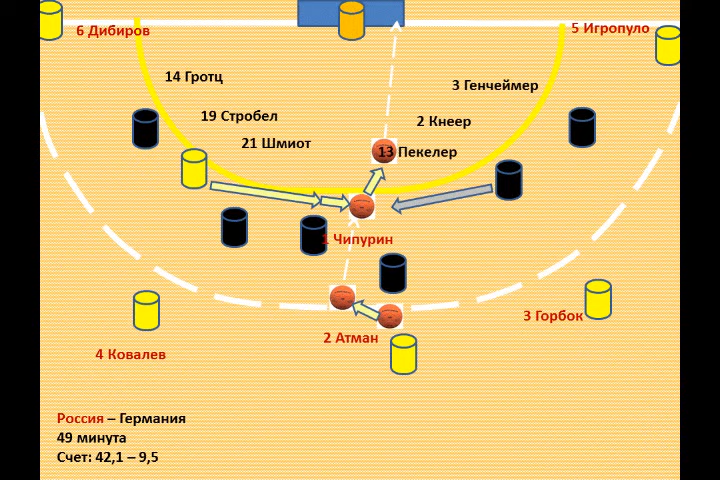 6 Дибиров
5 Игропуло
14 Гротц
3 Генчеймер
19 Стробел
2 Кнеер
21 Шмиот
13 Пекелер
1 Чипурин
3 Горбок
2 Атман
4 Ковалев
Россия – Германия
49 минута
Счет: 42,1 – 9,5